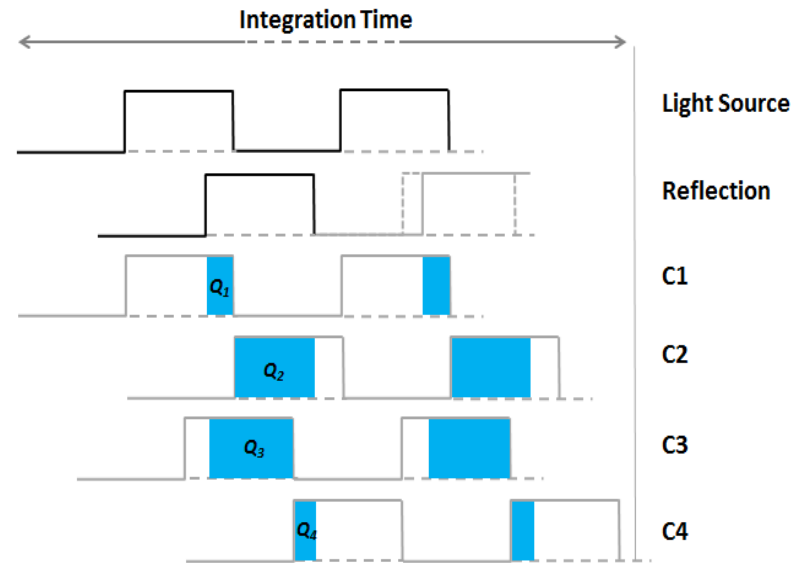 Integration Time
Light Source
Reflection
Q1
C1
Q2
C2
Q3
C3
Q4
C4